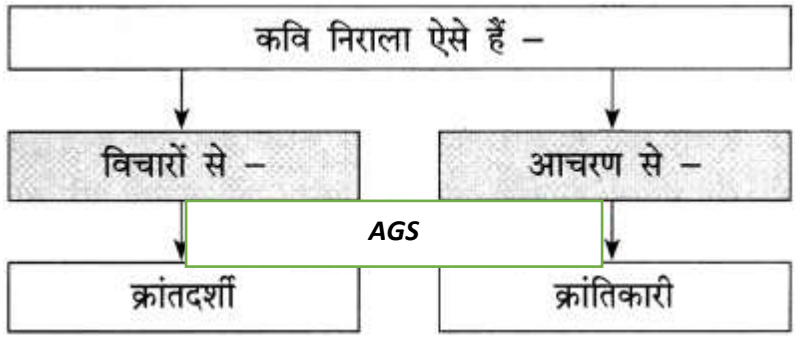 कवि निराला ऐसे हैं –
विचारों से –
आचरण से –
AGS
क्रांतदर्शी
क्रांतिकारी